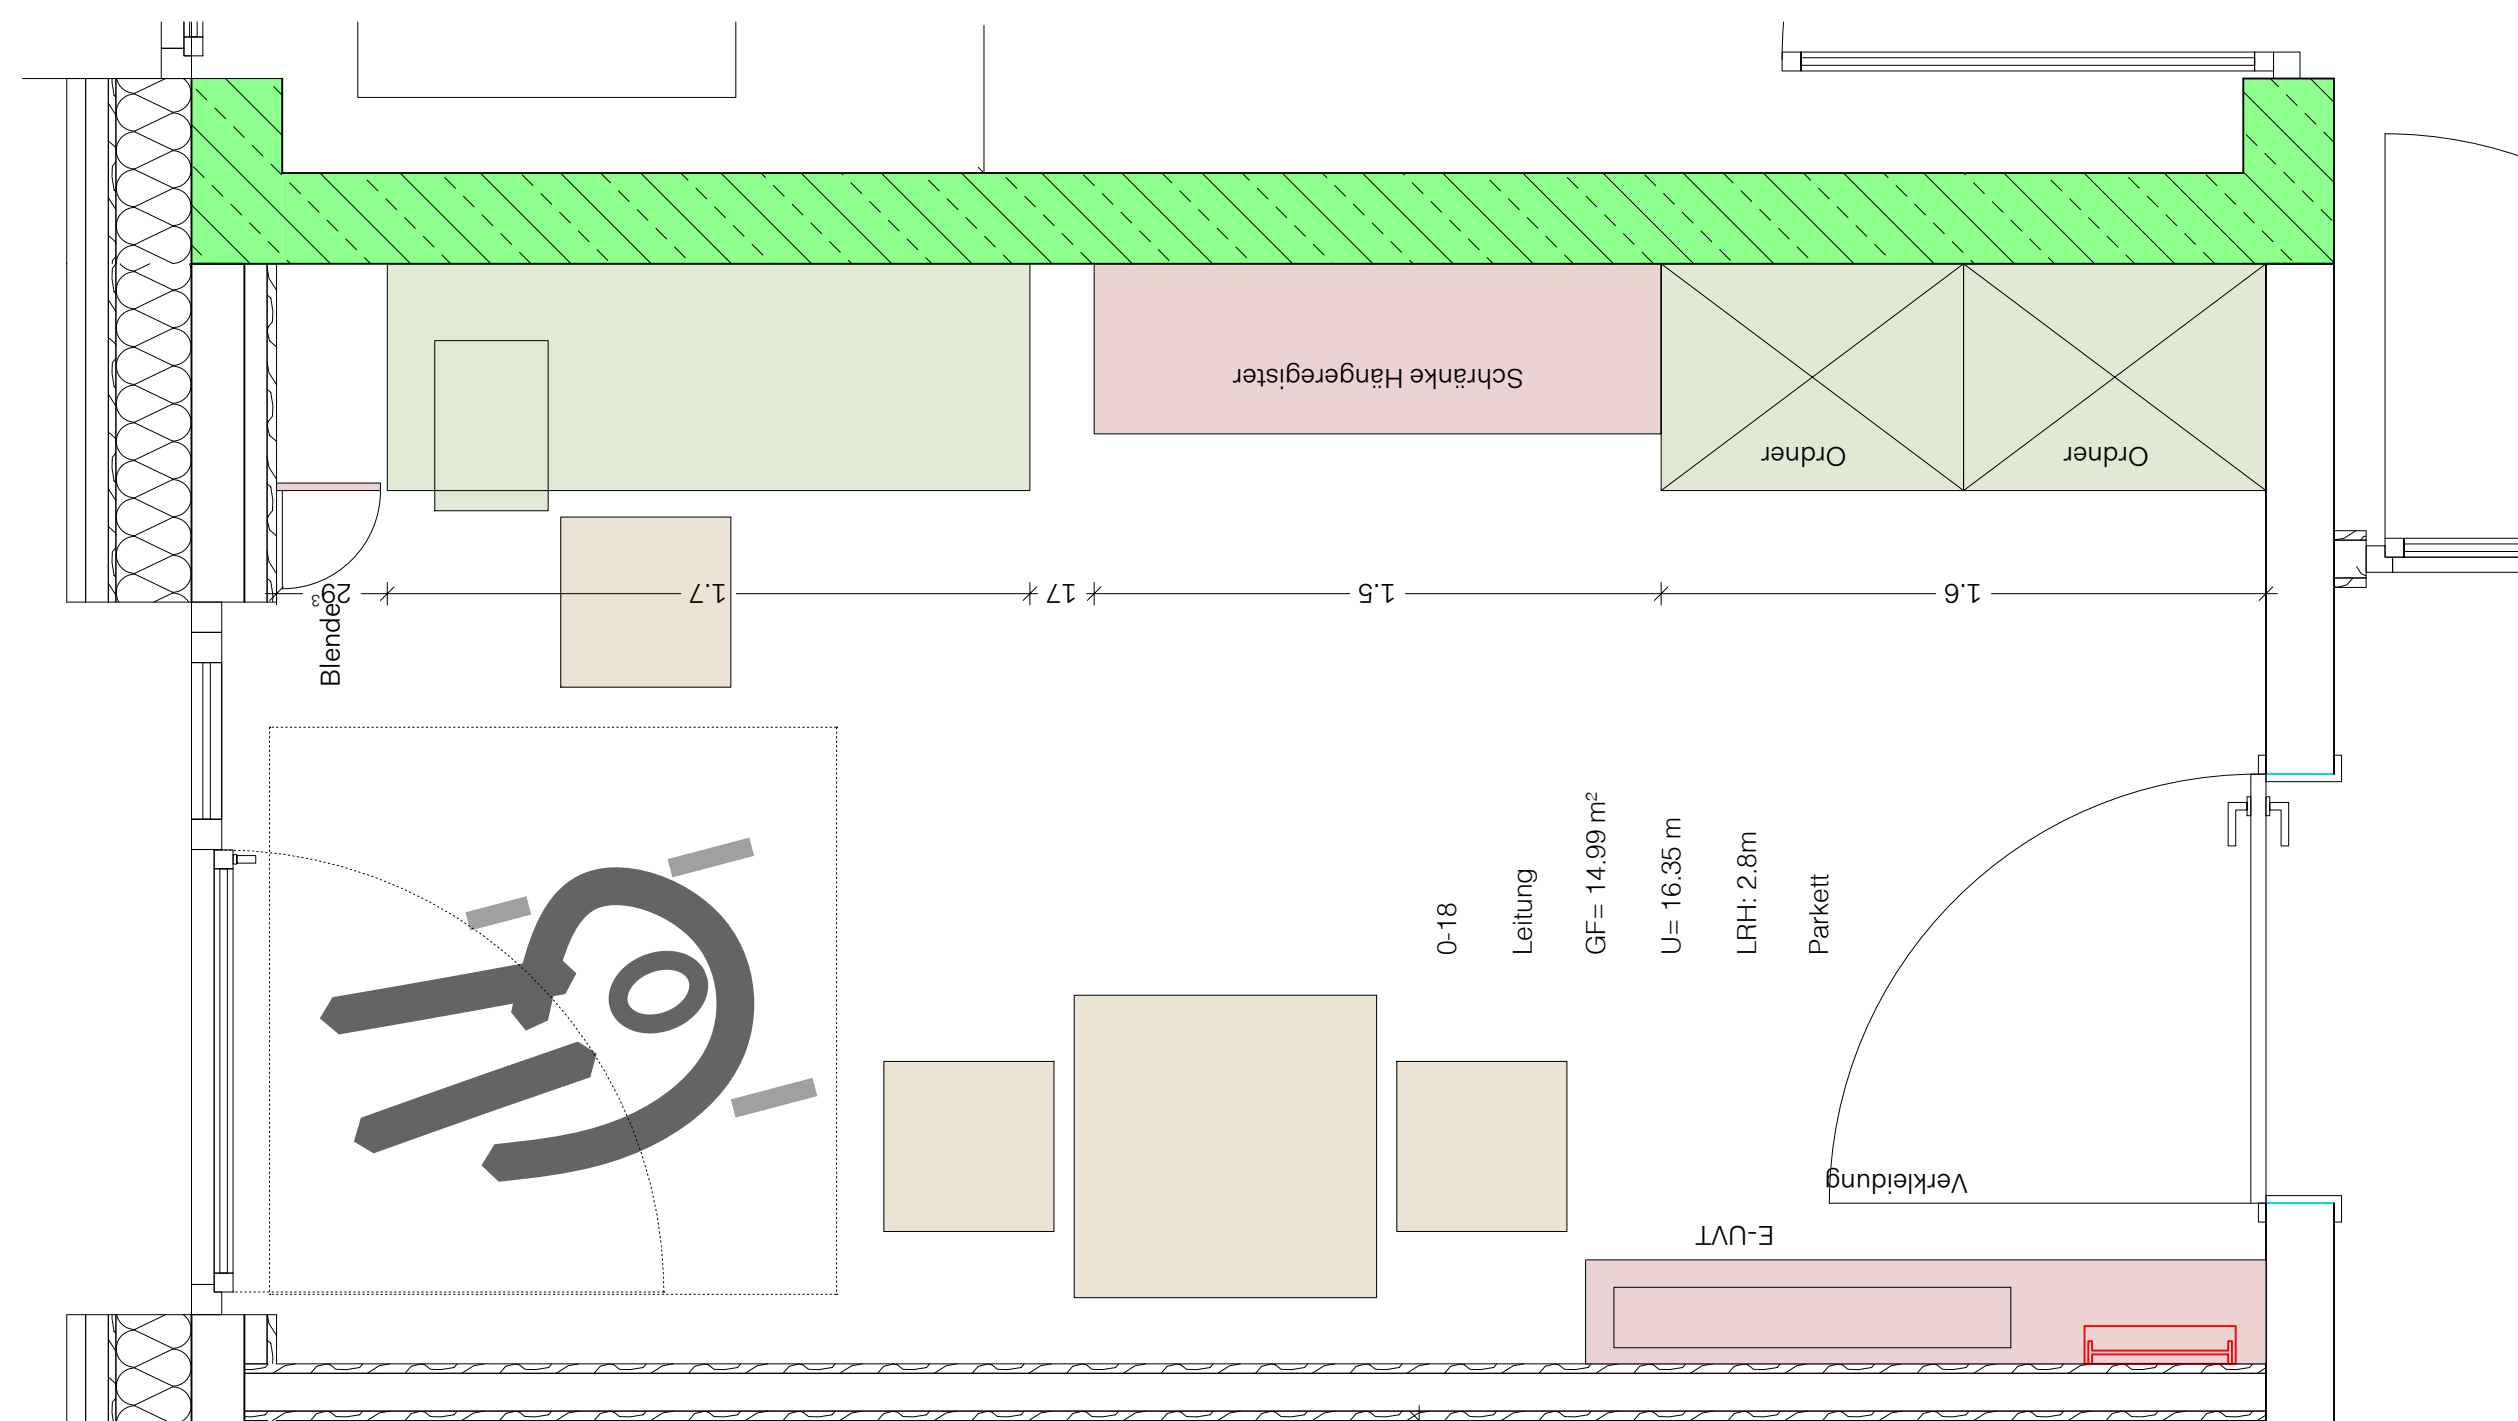 Schränke Hängeregister
Ordner
Ordner
29³
1.7
17
1.5
1.6
Blende
0-18
Leitung
GF= 14.99 m²
U= 16.35 m
LRH: 2.8m
Parkett
Verkleidung
E-UVT